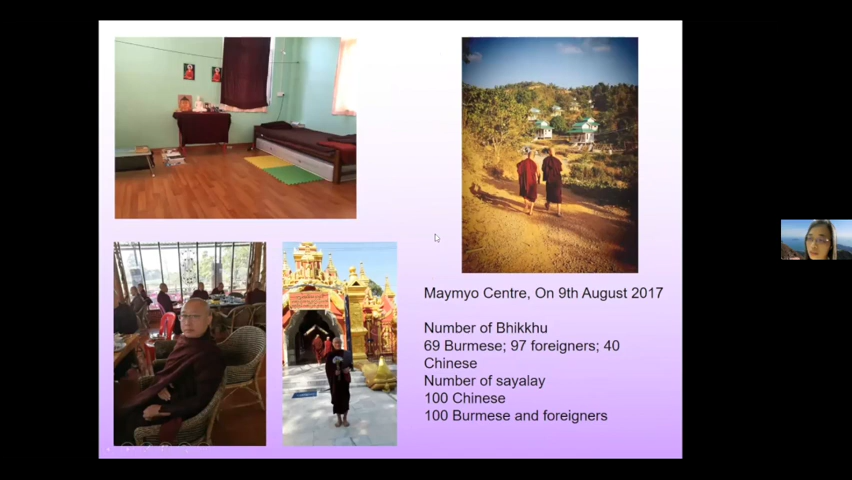 Maymyo Centre, On 9th August 2017
Number of Bhikkhu
69 Burmese; 97 foreigners; 40
Chinese
Number of sayalay
100 Chinese
100 Burmese and foreigners